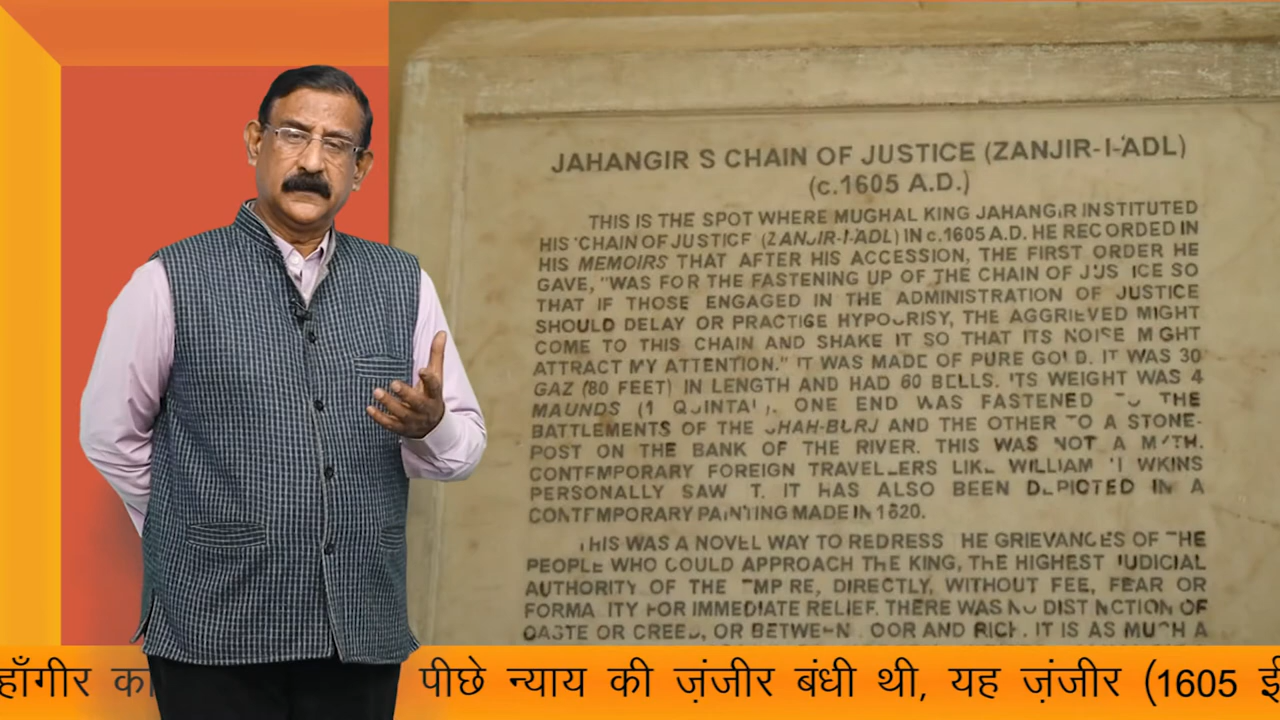 JAHANGIR S CHAIN OF JUSTICE (ZANJIR-I-'ADL)
(c.1605 A.D.)
THIS IS THE SPOT WHERE MUGHAL KING JAHANGIR INSTITUTED
HIS 'CHAIN OF JUSTICE (ZANJIR-I-'ADL) IN c.1605 A.D. HE RECORDED IN
HIS MEMOIRS THAT AFTER HIS ACCESSION, THE FIRST ORDER HE
GAVE, "WAS FOR THE FASTENING UP OF THE CHAIN OF JUSTICE SO
THAT IF THOSE ENGAGED IN THE ADMINISTRATION OF JUSTICE
SHOULD DELAY OR PRACTISE HYPOCRISY, THE AGGRIEVED MIGHT
COME TO THIS CHAIN AND SHAKE IT SO THAT ITS NOISE MIGHT
ATTRACT MY ATTENTION." IT WAS MADE OF PURE GOLD. IT WAS 30
GAZ (80 FEET) IN LENGTH AND HAD 60 BELLS. ITS WEIGHT WAS 4
MAUNDS (1 QUINTAL). ONE END WAS FASTENED TO THE
BATTLEMENTS OF THE SHAH-BURJ AND THE OTHER TO A STONE-
POST ON THE BANK OF THE RIVER. THIS WAS NOT A MYTH.
CONTEMPORARY FOREIGN TRAVELLERS LIKE WILLIAM HAWKINS
PERSONALLY SAW IT. IT HAS ALSO BEEN DEPICTED IN A
CONTEMPORARY PAINTING MADE IN 1620.
THIS WAS A NOVEL WAY TO REDRESS THE GRIEVANCES OF THE
PEOPLE WHO COULD APPROACH THE KING, THE HIGHEST JUDICIAL
AUTHORITY OF THE EMPIRE, DIRECTLY, WITHOUT FEE, FEAR OR
FORMALITY FOR IMMEDIATE RELIEF. THERE WAS NO DISTINCTION OF
CASTE OR CREED, OR BETWEEN POOR AND RICH. IT IS AS MUCH A
हाँगीर का पीछे न्याय की ज़ंजीर बंधी थी, यह ज़ंजीर (1605 ई